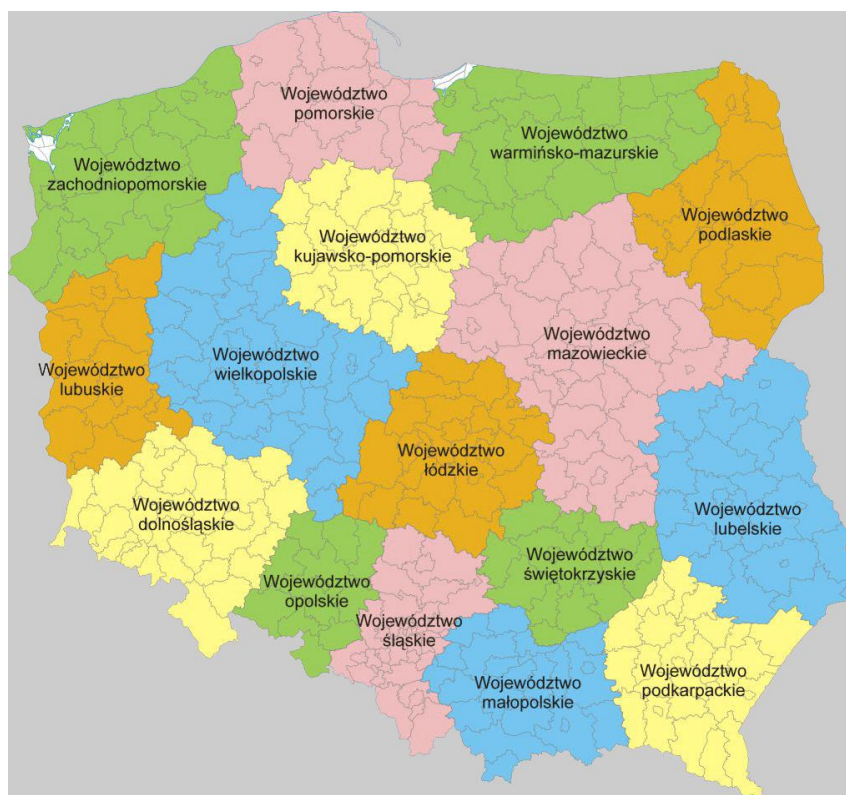 Województwo
pomorskie
Województwo
warmińsko-mazurskie
Województwo
zachodniopomorskie
Województwo
podlaskie
Województwo
kujawsko-pomorskie
Województwo
mazowieckie
Województwo
wielkopolskie
Województwo
lubuskie
Województwo
łódzkie
Województwo
dolnośląskie
Województwo
lubelskie
Województwo
świętokrzyskie
Województwo
opolskie
Województwo
śląskie
Województwo
podkarpackie
Województwo
małopolskie